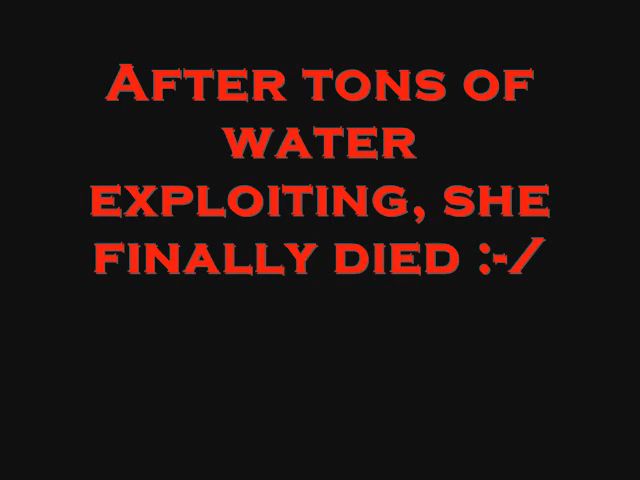 After tons of
water
exploiting, she
finally died :-/